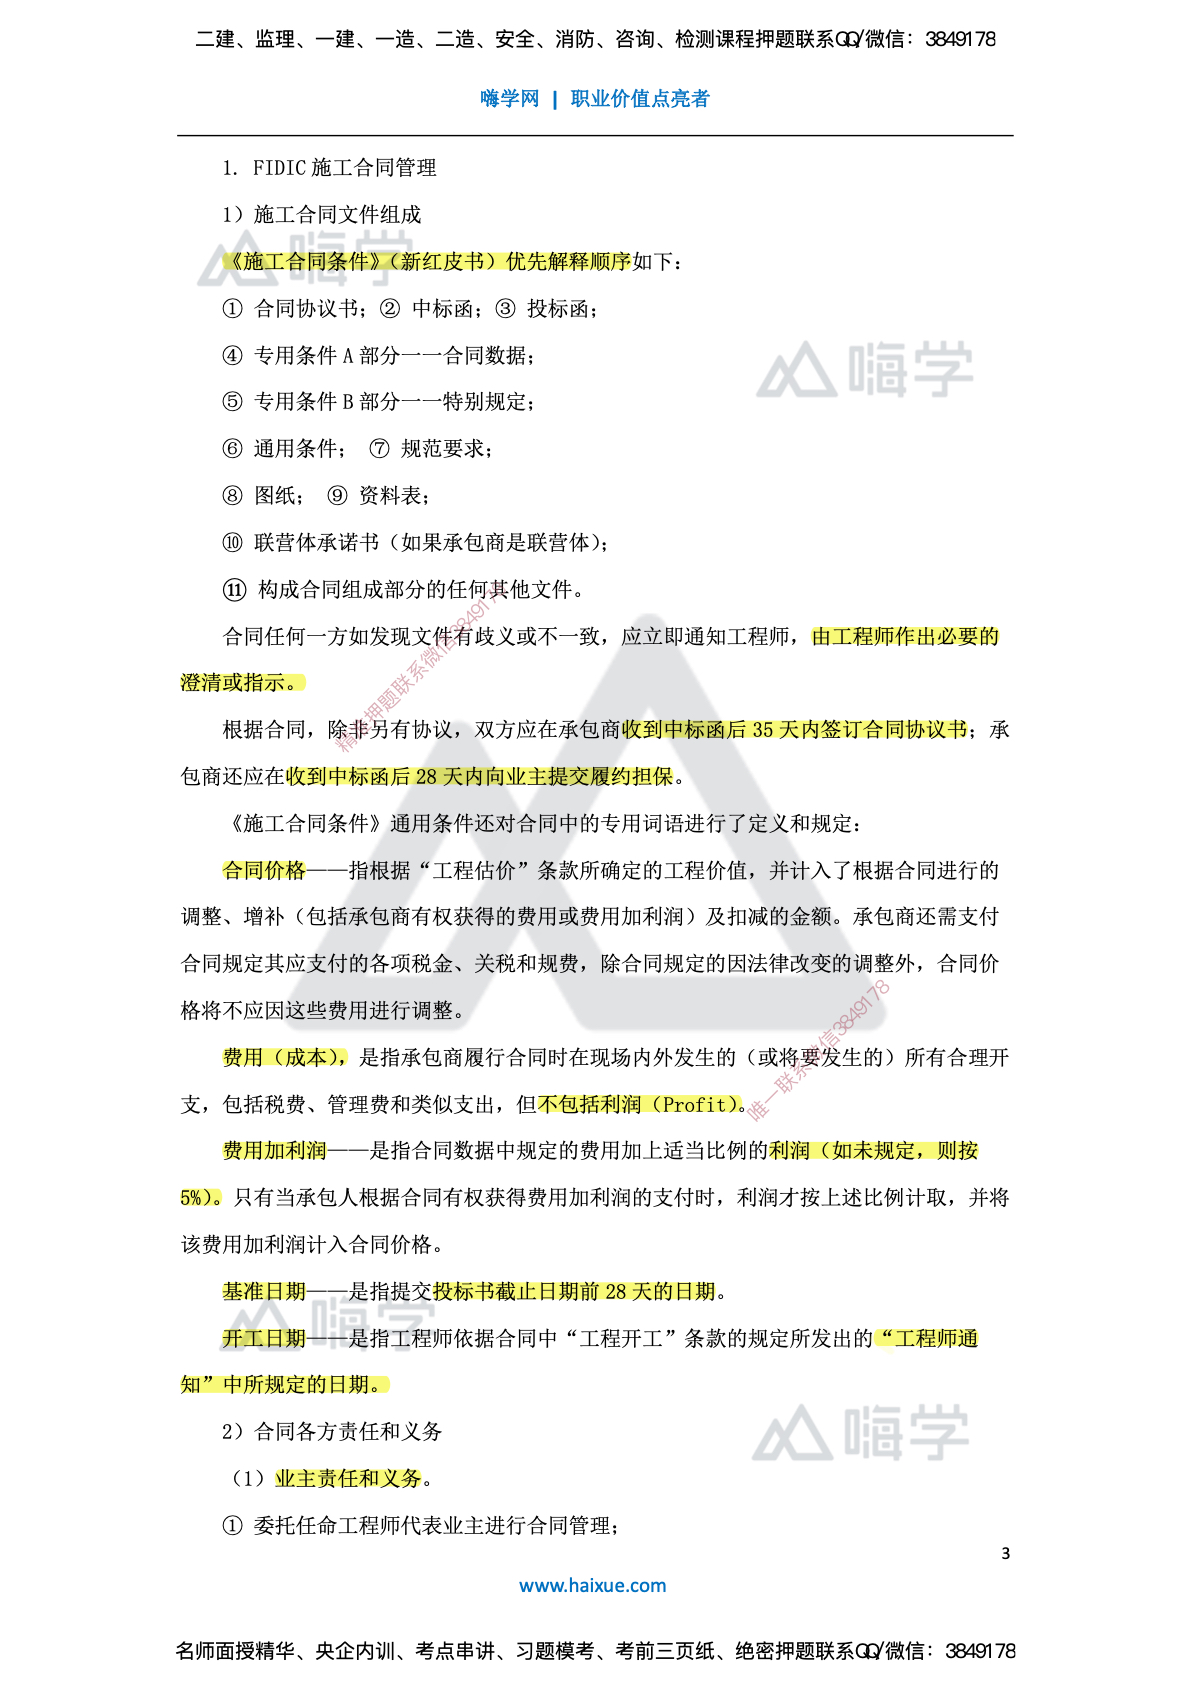 二建、监理、一建、一造、二造、安全、消防、咨询、检测课程押题联系QQ/微信：3849178
嗨学网 | 职业价值点亮者
1. FIDIC 施工合同管理
1）施工合同文件组成
嗨学
《施工合同条件》（新红皮书）优先解释顺序如下：
① 合同协议书；② 中标函；③ 投标函；
④ 专用条件 A 部分一一合同数据；
嗨学
⑤ 专用条件 B 部分一一特别规定；
⑥ 通用条件； ⑦ 规范要求；
⑧ 图纸； ⑨ 资料表；
⑩ 联营体承诺书（如果承包商是联营体）；
⑪ 构成合同组成部分的任何其他文件。
合同任何一方如发现文件有歧义或不一致，应立即通知工程师，由工程师作出必要的
澄清或指示。
根据合同，除非另有协议，双方应在承包商收到中标函后 35 天内签订合同协议书；承
包商还应在收到中标函后 28 天内向业主提交履约担保。
《施工合同条件》通用条件还对合同中的专用词语进行了定义和规定：
合同价格——指根据“工程估价”条款所确定的工程价值，并计入了根据合同进行的
调整、增补（包括承包商有权获得的费用或费用加利润）及扣减的金额。承包商还需支付
合同规定其应支付的各项税金、关税和规费，除合同规定的因法律改变的调整外，合同价
格将不应因这些费用进行调整。
唯一联系微信3849178
费用（成本），是指承包商履行合同时在现场内外发生的（或将要发生的）所有合理开
支，包括税费、管理费和类似支出，但不包括利润（Profit）。
费用加利润——是指合同数据中规定的费用加上适当比例的利润（如未规定，则按
5%）。只有当承包人根据合同有权获得费用加利润的支付时，利润才按上述比例计取，并将
该费用加利润计入合同价格。
基准日期——是指提交投标书截止日期前 28 天的日期。
嗨学
开工日期——是指工程师依据合同中“工程开工”条款的规定所发出的“工程师通
知”中所规定的日期。
2）合同各方责任和义务
嗨学
（1）业主责任和义务。
① 委托任命工程师代表业主进行合同管理；
3
www.haixue.com
名师面授精华、央企内训、考点串讲、习题模考、考前三页纸、绝密押题联系QQ/微信：3849178